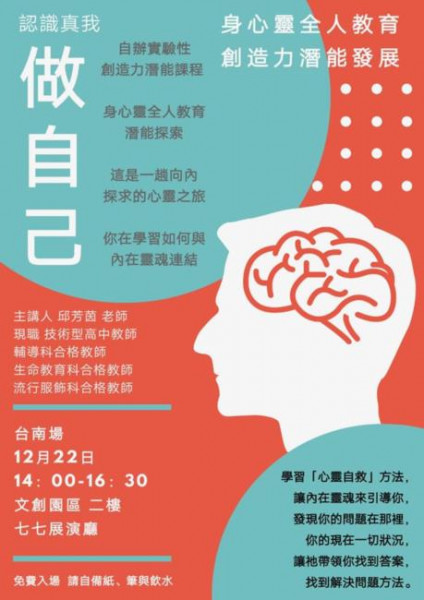 認識真我
做自己
身心靈全人教育
創造力潛能發展
自辦實驗性
創造力潛能課程
身心靈全人教育
潛能探索
這是一趟向內
探求的心靈之旅
你在學習如何與
內在靈魂連結
主講人 邱芳茵 老師
現職 技術型高中教師
輔導科合格教師
生命教育科合格教師
流行服飾科合格教師
台南場
12月22日
14：00-16：30
文創園區 二樓
七七展演廳
免費入場 請自備紙、筆與飲水
學習「心靈自救」方法，
讓內在靈魂來引導你，
發現你的問題在那裡，
你的現在一切狀況，
讓祂帶領你找到答案，
找到解決問題方法。